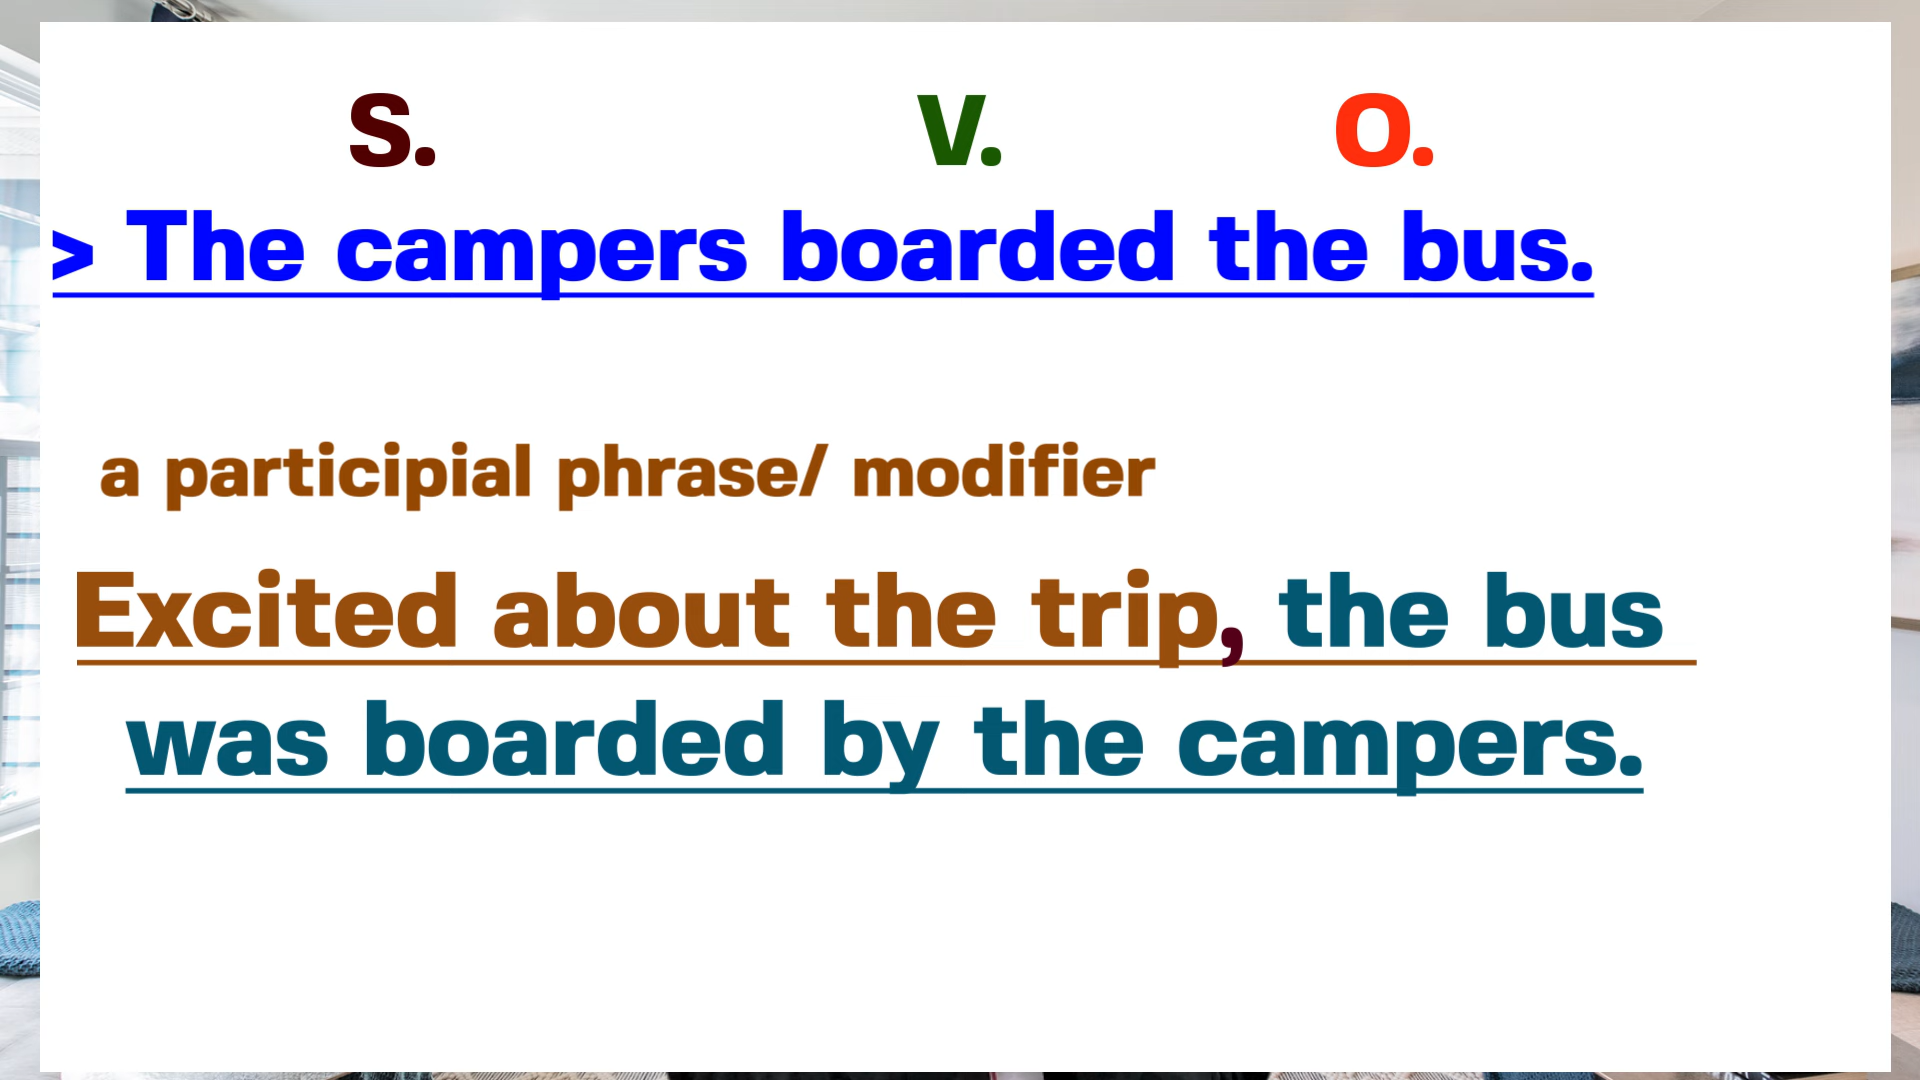 S. V. O.
> The campers boarded the bus.
a participial phrase/ modifier
Excited about the trip, the bus
was boarded by the campers.